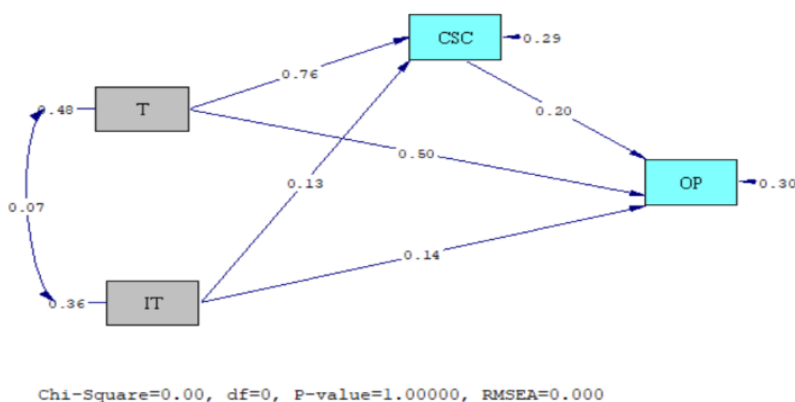 CSC
0.29
0.76
0.48
T
0.20
0.50
OP
0.30
0.07
0.13
0.14
0.36
IT
Chi-Square=0.00, df=0, P-value=1.00000, RMSEA=0.000